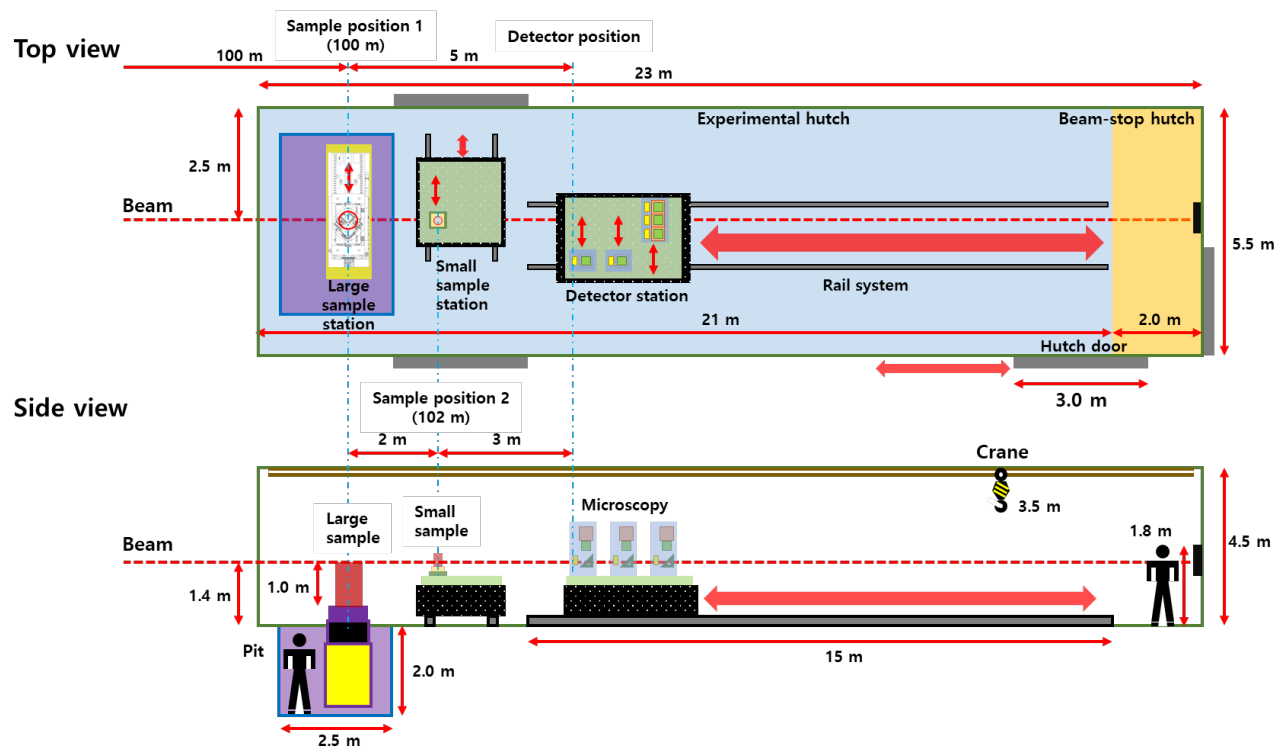 Top view
Sample position 1
(100 m)
Detector position
100 m
5 m
23 m
Experimental hutch
Beam-stop hutch
2.5 m
Beam
5.5 m
Large
sample
station
Small
sample
station
Detector station
Rail system
21 m
2.0 m
Hutch door
3.0 m
Side view
Sample position 2
(102 m)
2 m
3 m
Crane
Large
sample
Small
sample
Microscopy
3.5 m
1.8 m
4.5 m
Beam
1.0 m
1.4 m
Pit
2.0 m
15 m
2.5 m